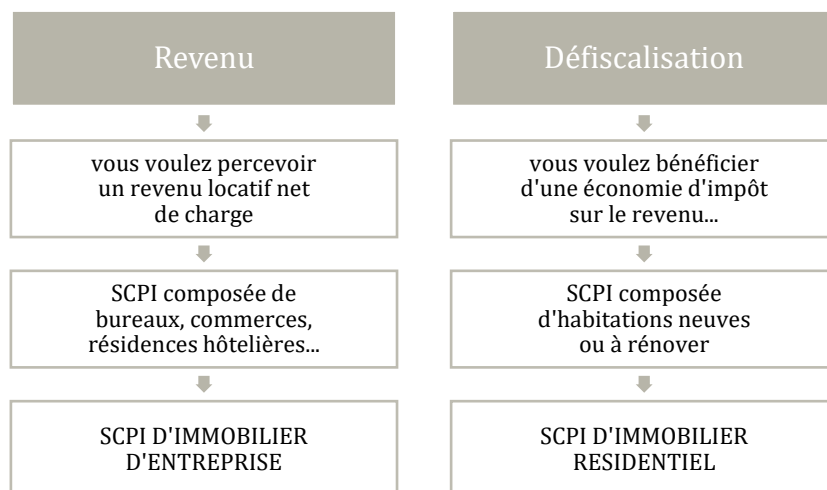 Revenu
vous voulez percevoir
un revenu locatif net
de charge
SCPI composée de
bureaux, commerces,
résidences hôtelières...
SCPI D'IMMOBILIER
D'ENTREPRISE
Défiscalisation
vous voulez bénéficier
d'une économie d'impôt
sur le revenu...
SCPI composée
d'habitations neuves
ou à rénover
SCPI D'IMMOBILIER
RESIDENTIEL